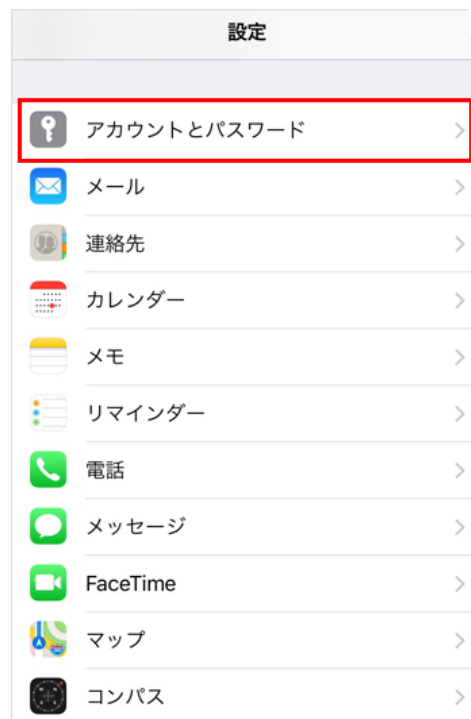 設定
アカウントとパスワード
メール
連絡先
カレンダー
メモ
リマインダー
電話
メッセージ
FaceTime
マップ
コンパス